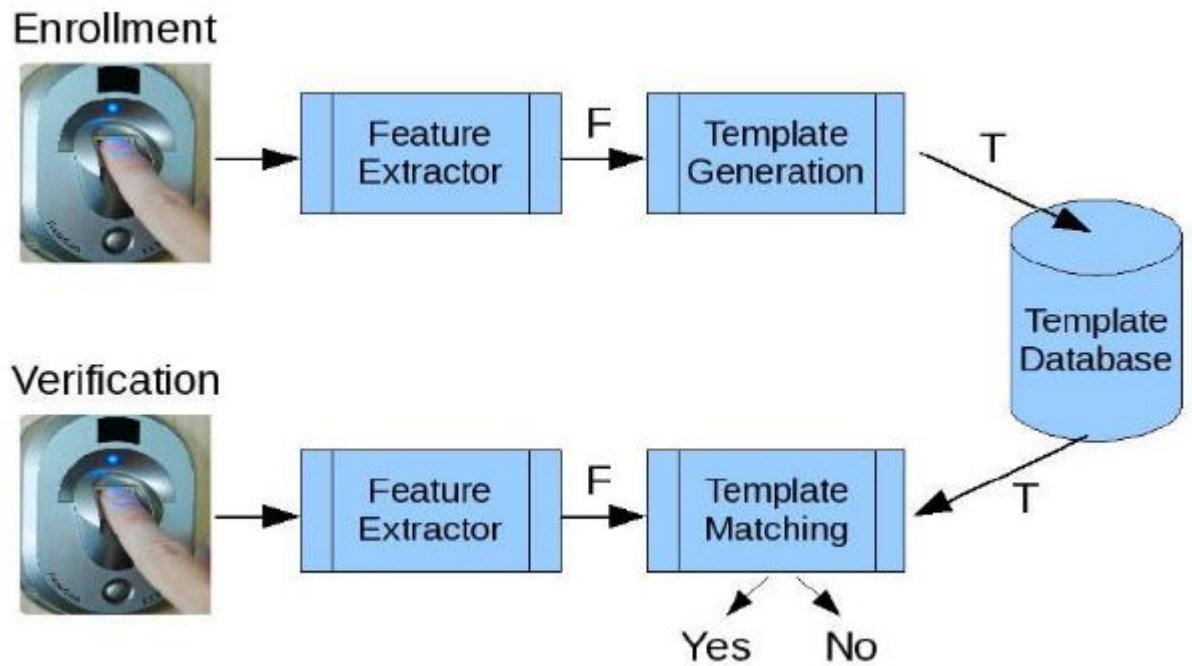 Enrollment
Feature
Extractor
F
Template
Generation
T
Template
Database
Verification
Feature
Extractor
F
Template
Matching
T
Yes
No